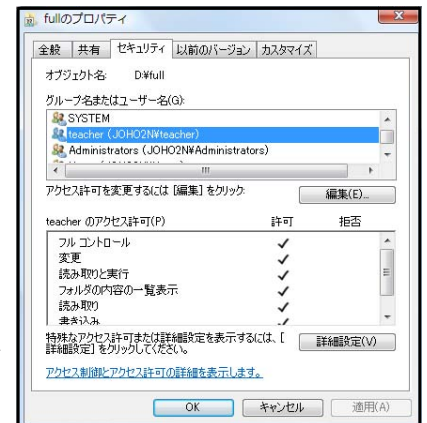 fullのプロパティ
全般 共有 セキュリティ 以前のバージョン カスタマイズ
オブジェクト名: D:¥full
グループ名またはユーザー名(G):
SYSTEM
teacher (JOHO2N¥teacher)
Administrators (JOHO2N¥Administrators)
アクセス許可を変更するには [編集] をクリック: 編集(E)...
teacher のアクセス許可(P) 許可 拒否
フル コントロール
変更
読み取りと実行
フォルダの内容の一覧表示
読み取り
書き込み
特殊なアクセス許可または詳細設定を表示するには、[
詳細設定] をクリックしてください。 詳細設定(V)
アクセス制御とアクセス許可の詳細を表示します。
OK キャンセル 適用(A)